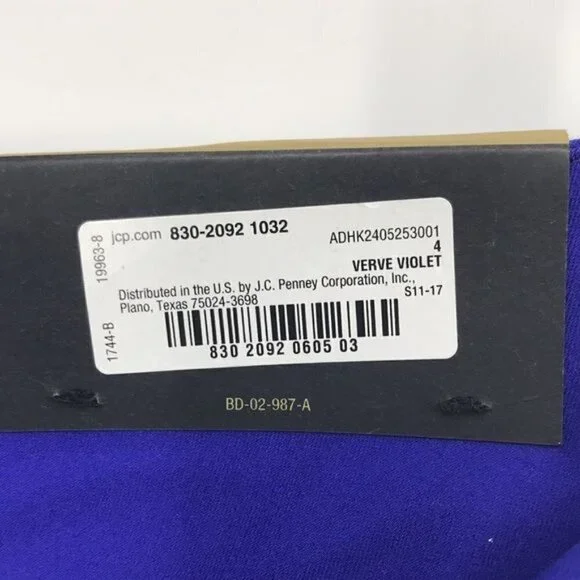 19963-8
1744-B
jcp.com 830-2092 1032
ADHK2405253001
4
VERVE VIOLET
Distributed in the U.S. by J.C. Penney Corporation, Inc.,
Plano, Texas 75024-3698
S11-17
830 2092 0605 03
BD-02-987-A